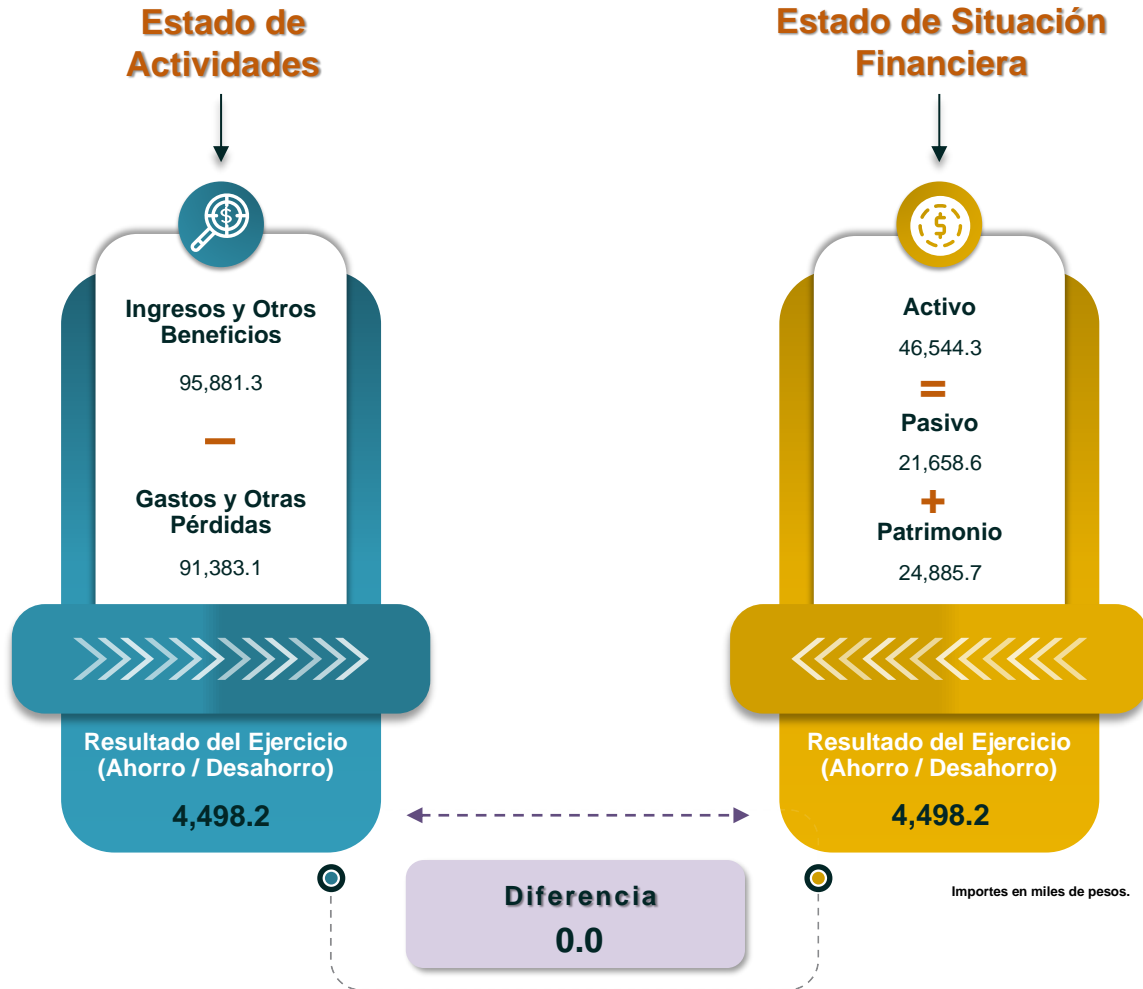 Estado de
Actividades
Ingresos y Otros
Beneficios
95,881.3
–
Gastos y Otras
Pérdidas
91,383.1
Resultado del Ejercicio
(Ahorro / Desahorro)
4,498.2
Estado de Situación
Financiera
$
Activo
46,544.3
=
Pasivo
21,658.6
+
Patrimonio
24,885.7
Resultado del Ejercicio
(Ahorro / Desahorro)
4,498.2
Diferencia
0.0
Importes en miles de pesos.